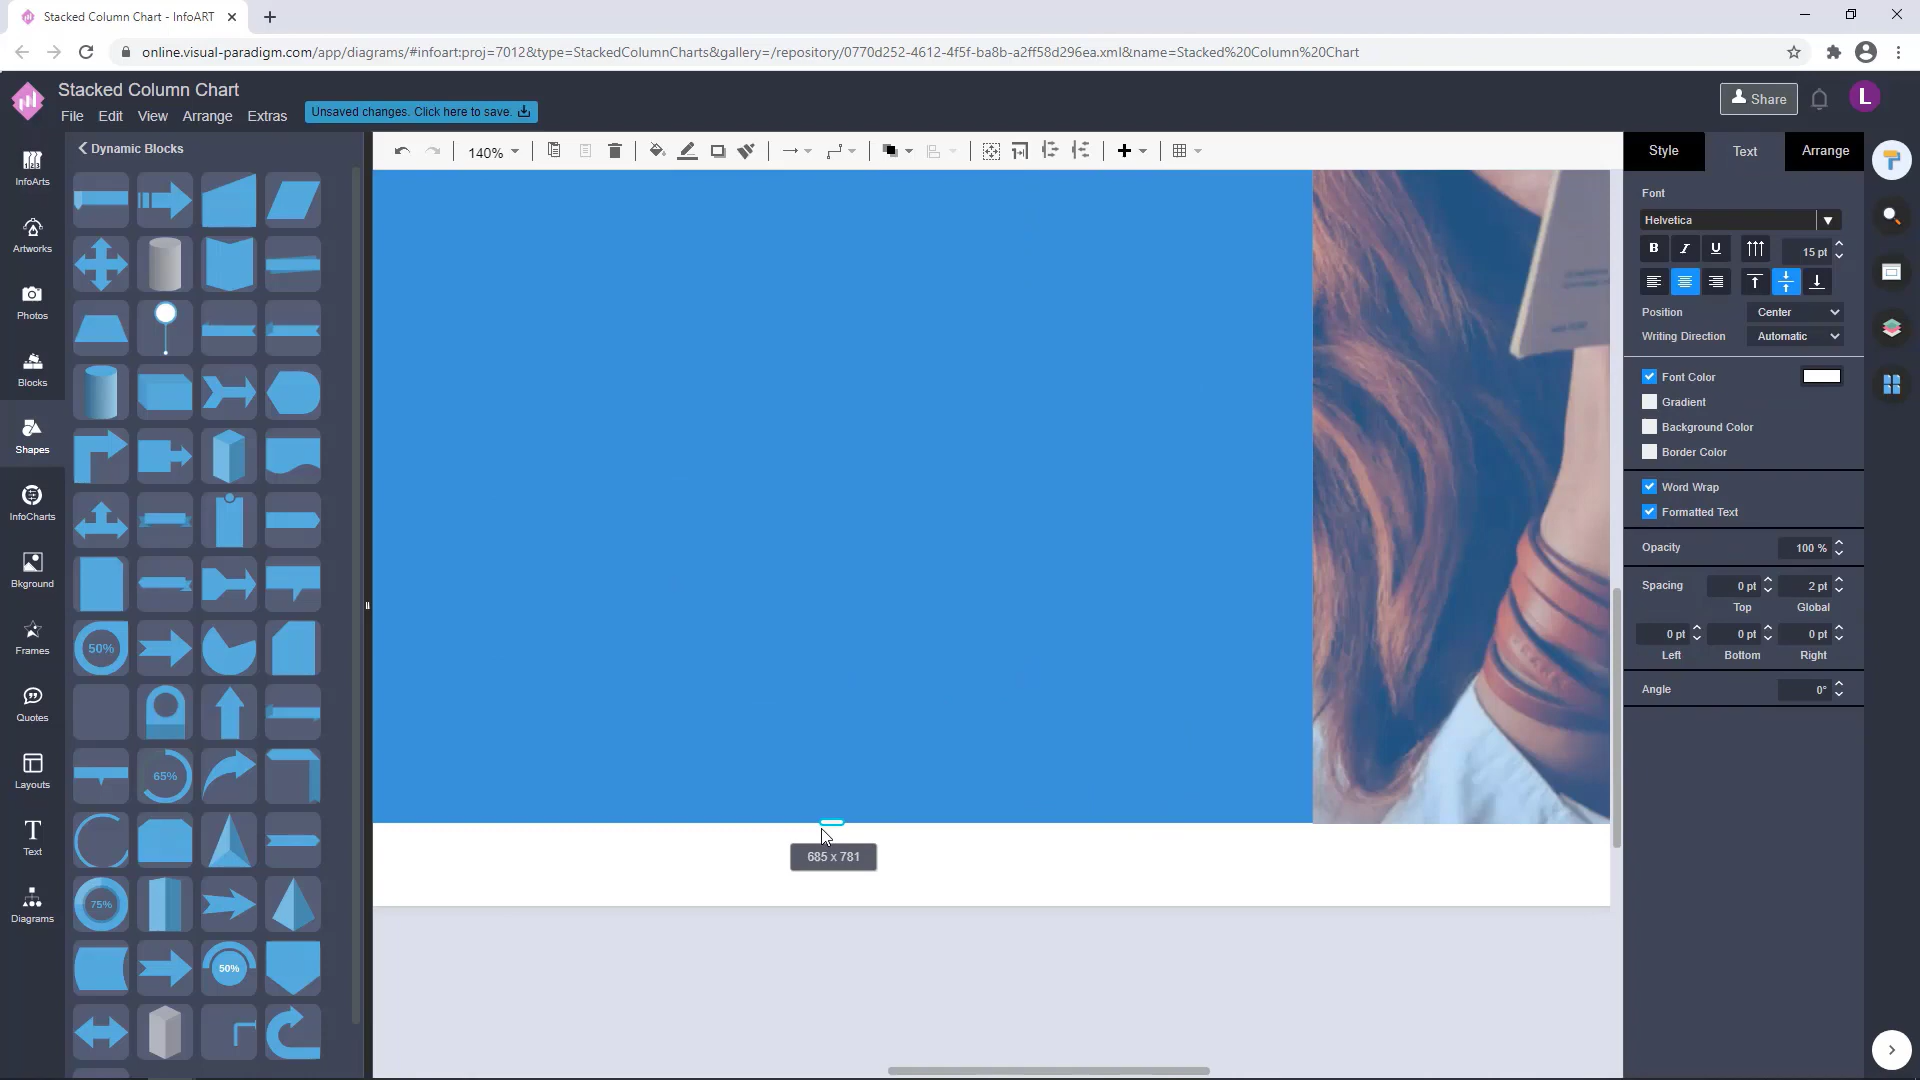 Stacked Column Chart - InfoART
online.visual-paradigm.com/app/diagrams/#infoart:proj=7012&type=StackedColumnCharts&gallery=/repository/0770d252-4612-4f5f-ba8b-a2ff58d296ea.xml&name=Stacked%20Column%20Chart
Stacked Column Chart
File Edit View Arrange Extras
Unsaved changes. Click here to save.
Share
L
Dynamic Blocks
140%
Style Text Arrange
InfoArts
Artworks
Photos
Blocks
Shapes
InfoCharts
Bkground
Frames
Quotes
Layouts
T
Text
Diagrams
50%
65%
75%
50%
685 x 781
Font
Helvetica
B I U 15 pt
Position Center
Writing Direction Automatic
Font Color
Gradient
Background Color
Border Color
Word Wrap
Formatted Text
Opacity 100 %
Spacing 0 pt 2 pt
Top Global
0 pt 0 pt 0 pt
Left Bottom Right
Angle 0°